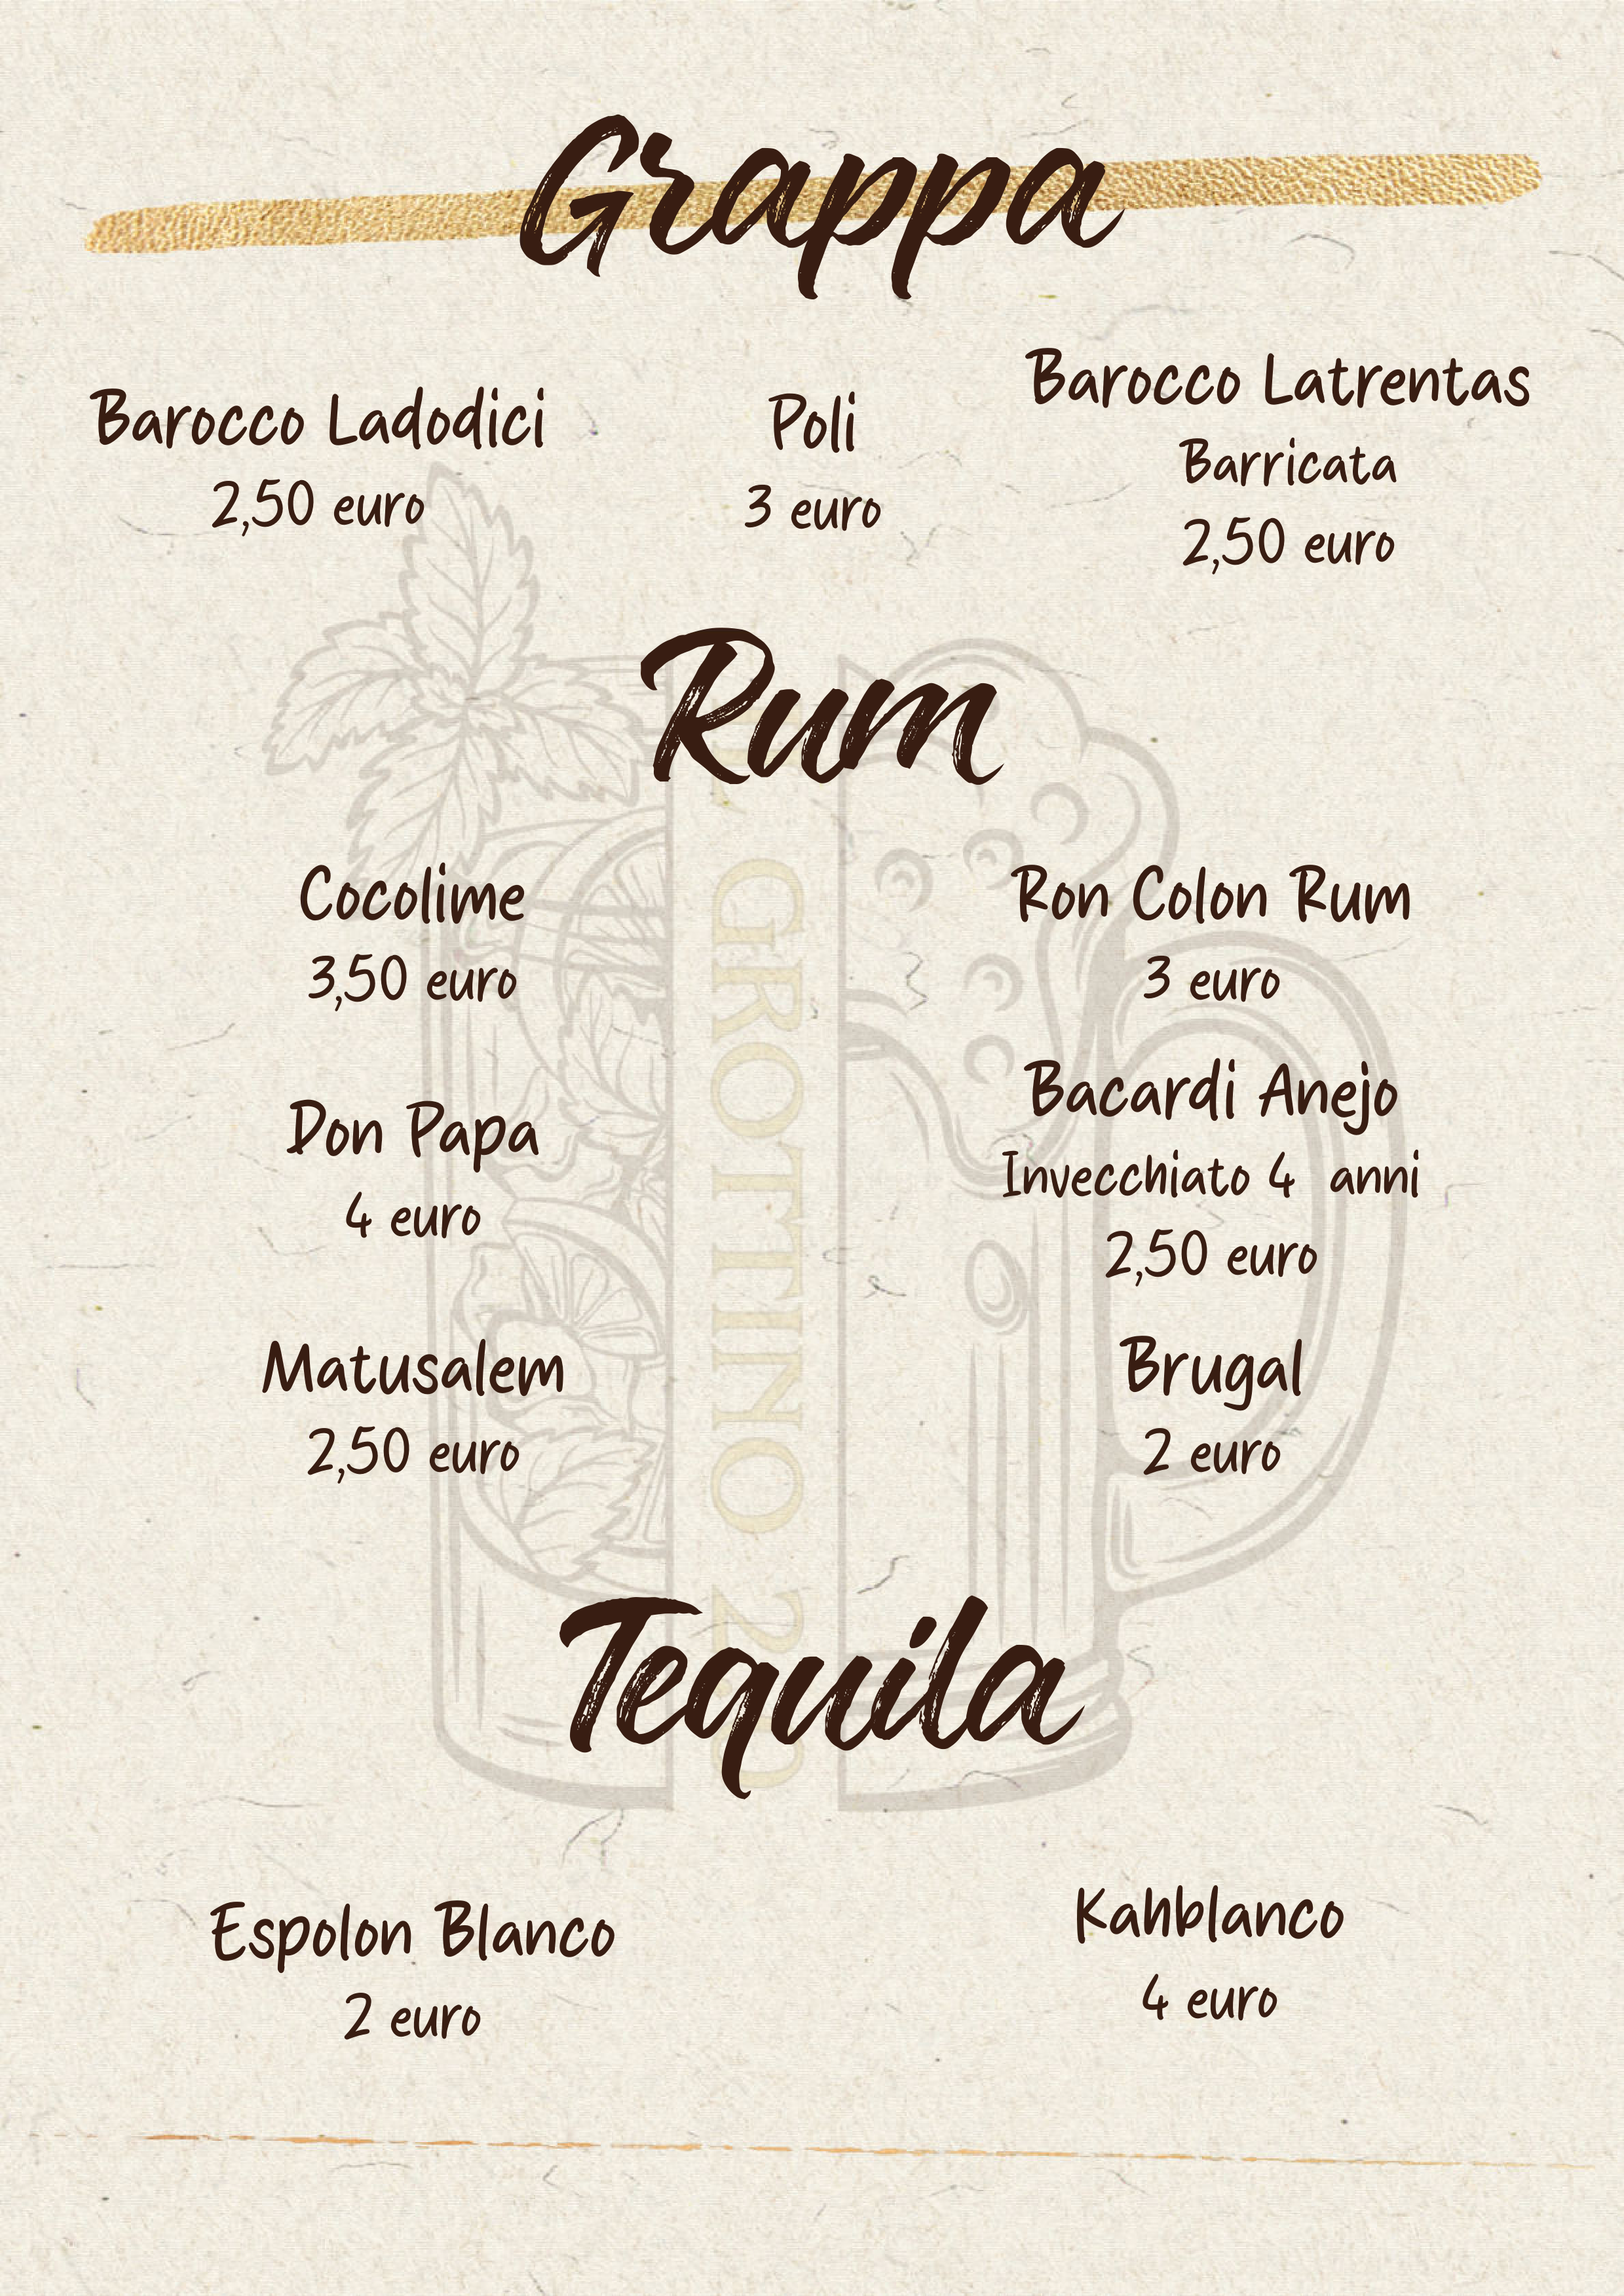 Grappa
Barocco Ladodici
2,50 euro
Poli
3 euro
Barocco Latrentas
Barricata
2,50 euro
Rum
Cocolime
3,50 euro
Ron Colon Rum
3 euro
Don Papa
4 euro
Bacardi Anejo
Invecchiato 4 anni
2,50 euro
Matusalem
2,50 euro
Brugal
2 euro
Tequila
Espolon Blanco
2 euro
Kahblanco
4 euro
GROTTINO